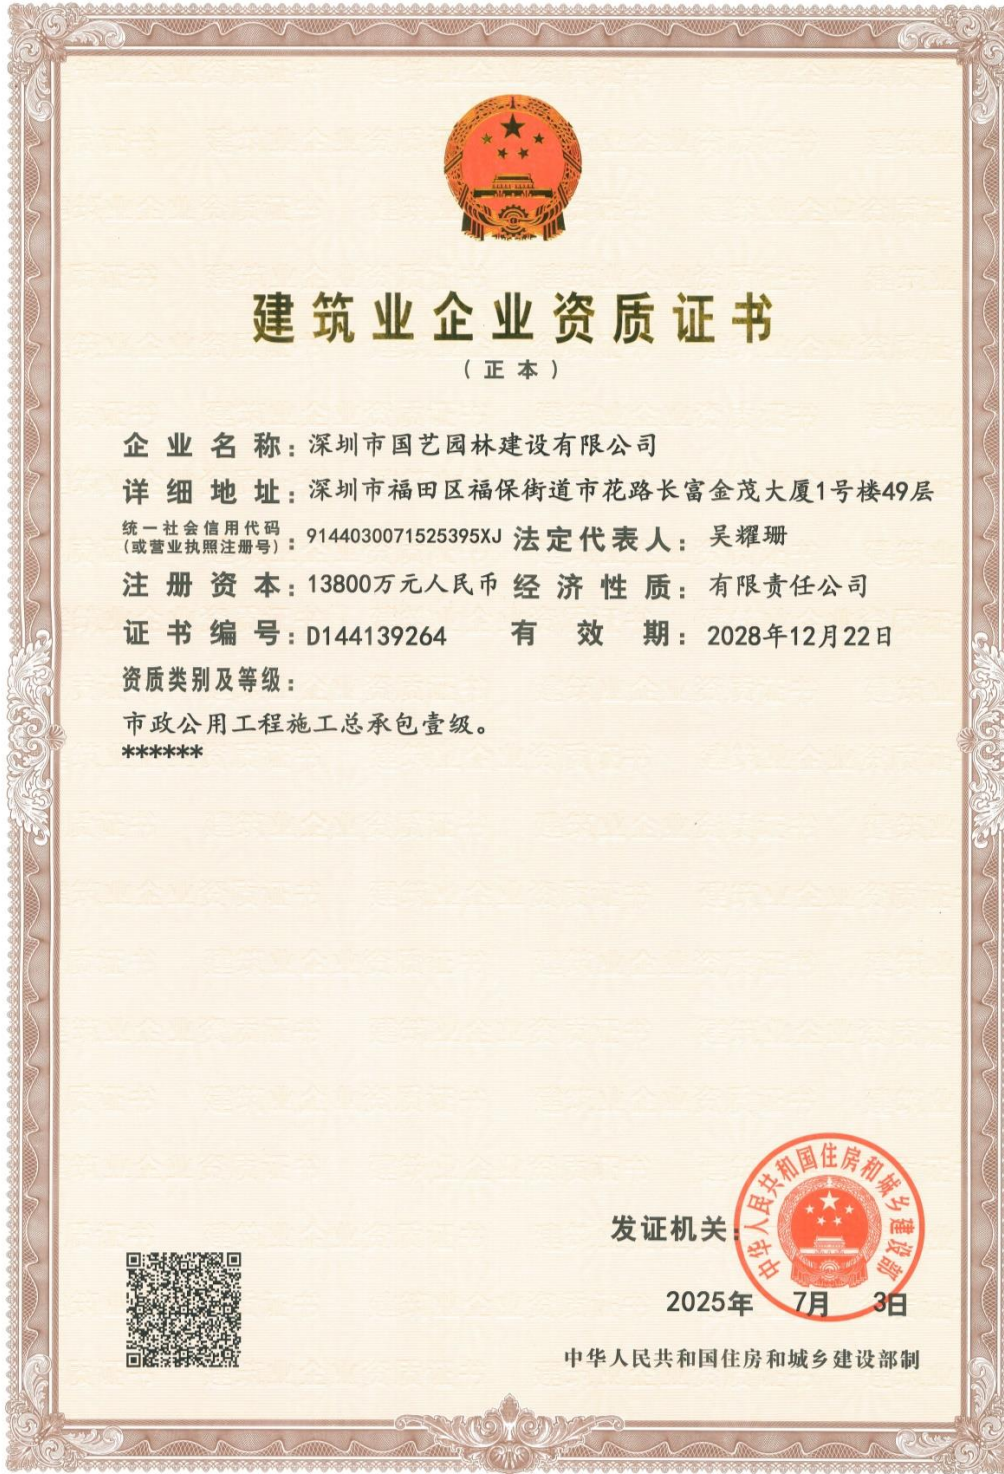 建筑业企业资质证书
（正本）
企业名称：深圳市国艺园林建设有限公司
详细地址：深圳市福田区福保街道市花路长富金茂大厦1号楼49层
统一社会信用代码
(或营业执照注册号)：9144030071525395XJ 法定代表人：吴耀珊
注册资本：13800万元人民币 经济性质：有限责任公司
证书编号：D144139264 有效期：2028年12月22日
资质类别及等级：
市政公用工程施工总承包壹级。
******
中华人民共和国住房和城乡建设部
发证机关：
2025年 7月 3日
中华人民共和国住房和城乡建设部制